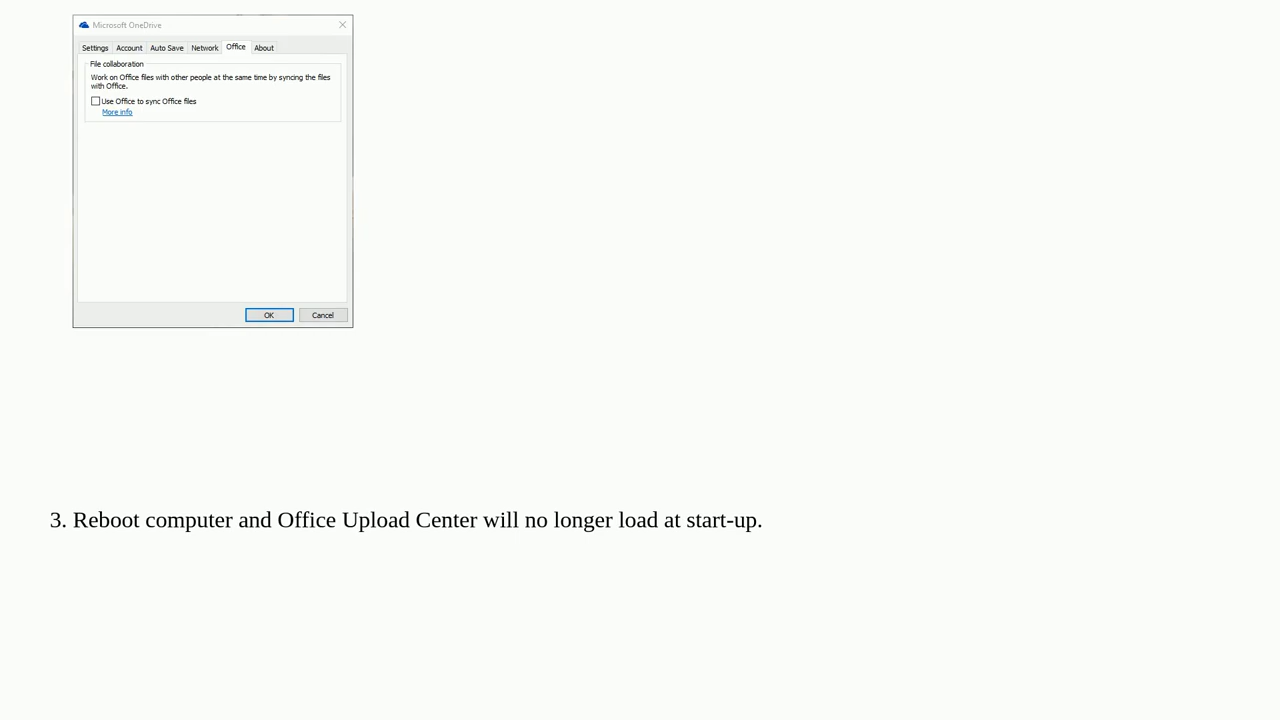 Microsoft OneDrive
Settings Account Auto Save Network Office About
File collaboration
Work on Office files with other people at the same time by syncing the files
with Office.
Use Office to sync Office files
More info
OK Cancel
3. Reboot computer and Office Upload Center will no longer load at start-up.